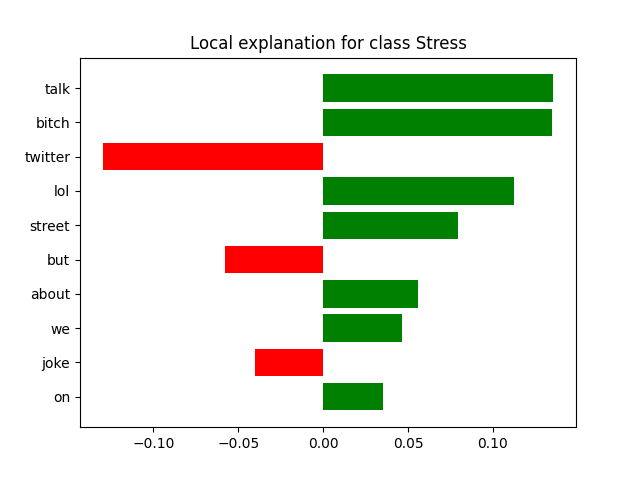 Local explanation for class Stress
talk
bitch
twitter
lol
street
but
about
we
joke
on
−0.10 −0.05 0.00 0.05 0.10